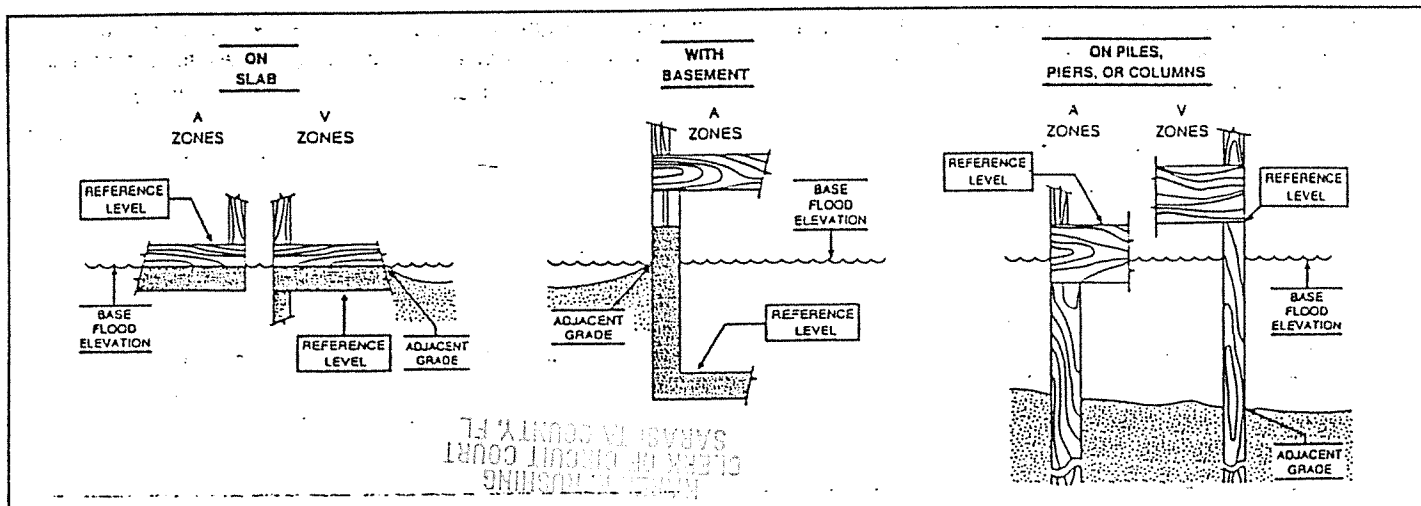 ON
SLAB
A
ZONES
V
ZONES
REFERENCE
LEVEL
BASE
FLOOD
ELEVATION
REFERENCE
LEVEL
ADJACENT
GRADE
WITH
BASEMENT
A
ZONES
BASE
FLOOD
ELEVATION
ADJACENT
GRADE
REFERENCE
LEVEL
ON PILES,
PIERS, OR COLUMNS
A
ZONES
V
ZONES
REFERENCE
LEVEL
REFERENCE
LEVEL
BASE
FLOOD
ELEVATION
ADJACENT
GRADE
RUSHING
CLERK OF CIRCUIT COURT
SARASOTA COUNTY, FL